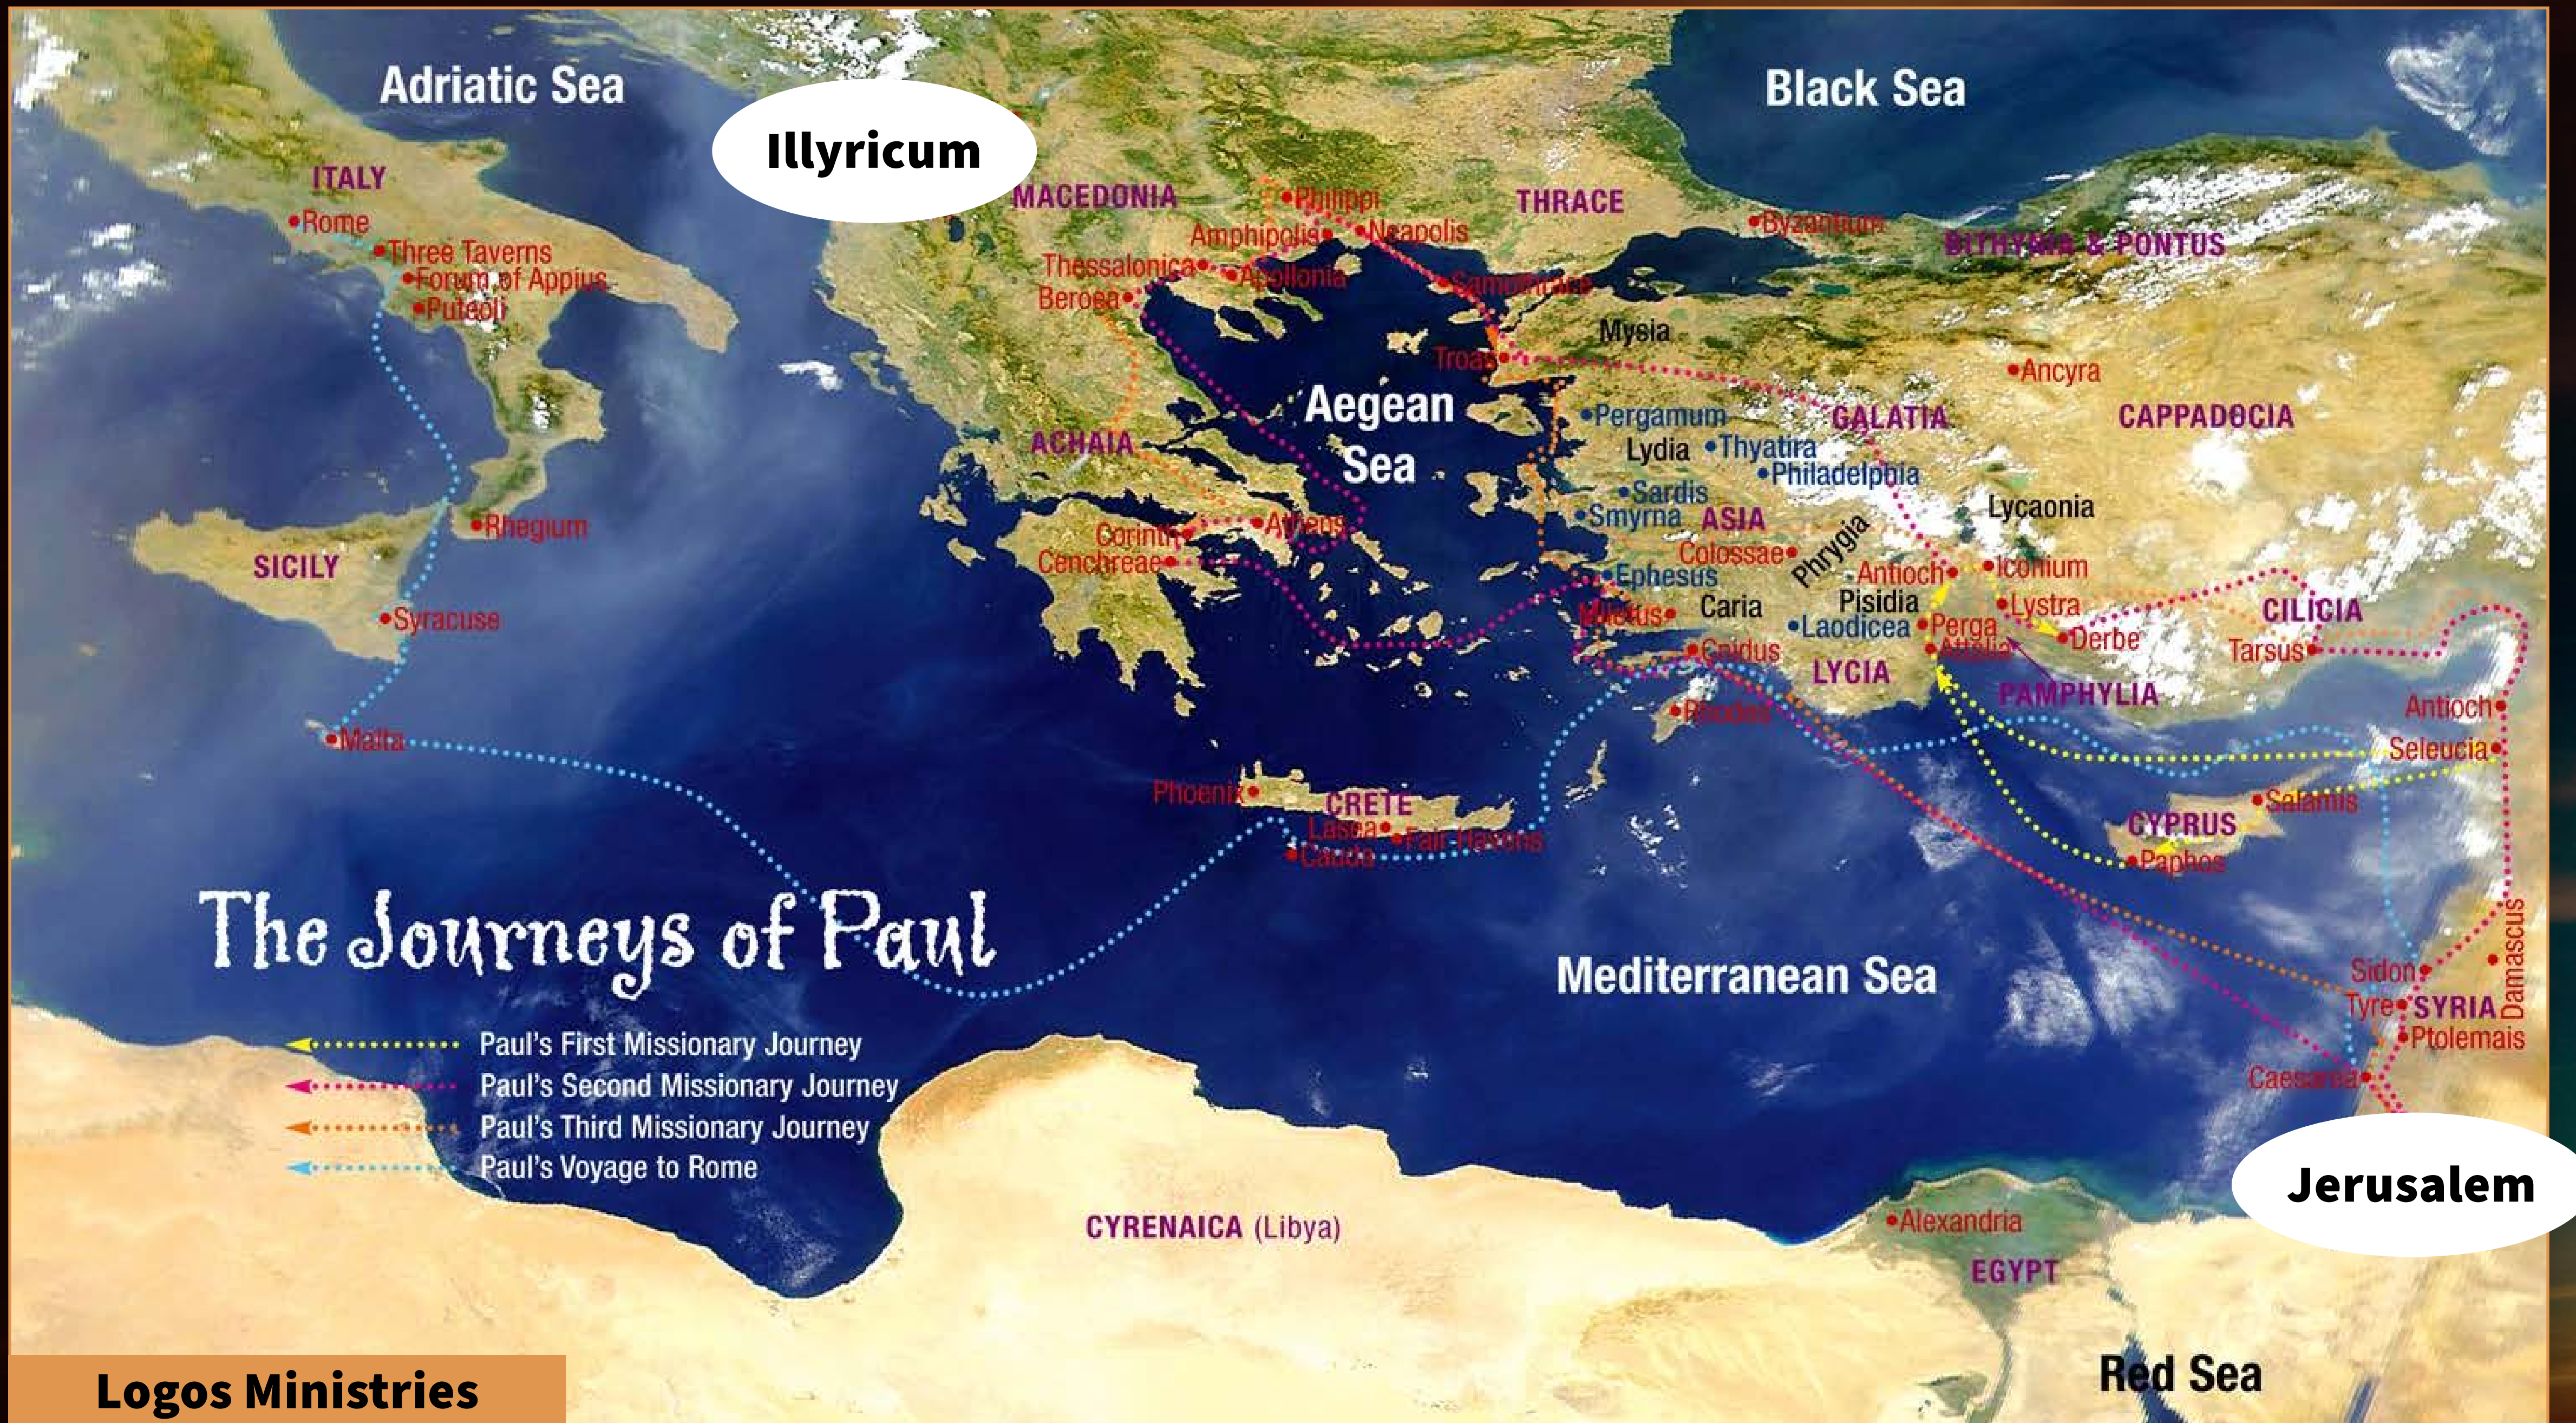 Adriatic Sea
Black Sea
Illyricum
ITALY
MACEDONIA
THRACE
Rome
Philippi
Byzantium
Three Taverns
Amphipolis
Neapolis
BITHYNIA & PONTUS
Forum of Appius
Thessalonica
Apollonia
Samothrace
Puteoli
Beroea
Mysia
Troas
Ancyra
Aegean
Sea
Pergamum
GALATIA
CAPPADOCIA
ACHAIA
Lydia
Thyatira
Philadelphia
Sardis
Lycaonia
Smyrna
ASIA
Rhegium
Corinth
Athens
Colossae
Phrygia
SICILY
Cenchreae
Ephesus
Antioch
Iconium
Syracuse
Miletus
Caria
Pisidia
Lystra
CILICIA
Laodicea
Perga
Derbe
Cnidus
Attalia
Tarsus
LYCIA
PAMPHYLIA
Rhodes
Antioch
Malta
Seleucia
Phoenix
CRETE
Salamis
Lasea
Fair Havens
CYPRUS
Cauda
Paphos
The Journeys of Paul
Mediterranean Sea
Damascus
Sidon
Tyre
SYRIA
Ptolemais
Paul's First Missionary Journey
Caesarea
Paul's Second Missionary Journey
Paul's Third Missionary Journey
Paul's Voyage to Rome
Jerusalem
CYRENAICA (Libya)
Alexandria
EGYPT
Red Sea
Logos Ministries